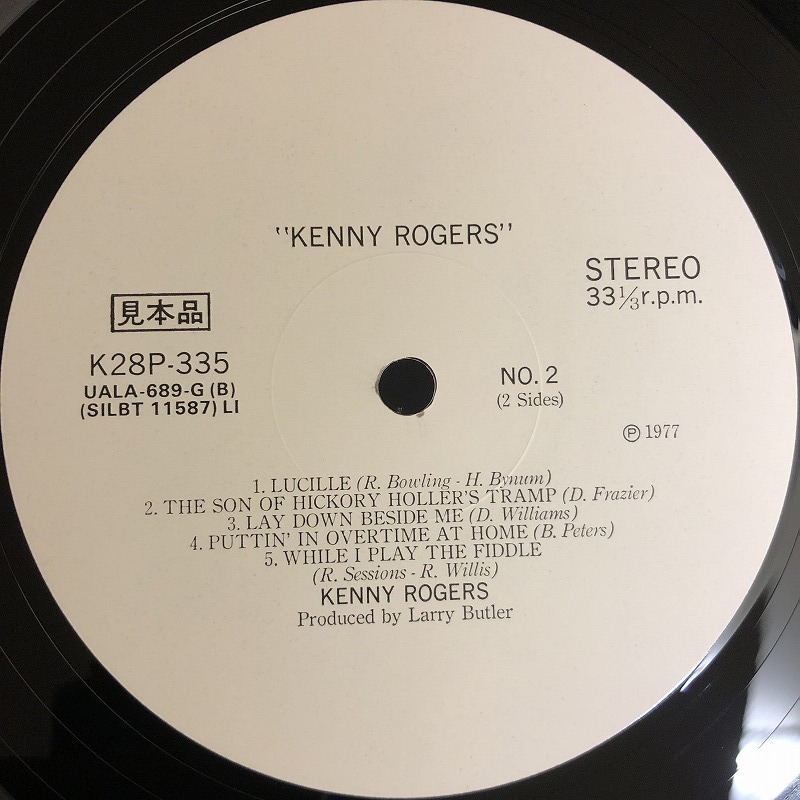 "KENNY ROGERS"
STEREO
33⅓r.p.m.
見本品
K28P-335
UALA-689-G (B)
(SILBT 11587) LI
NO. 2
(2 Sides)
Ⓟ 1977
1. LUCILLE (R. Bowling - H. Bynum)
2. THE SON OF HICKORY HOLLER'S TRAMP (D. Frazier)
3. LAY DOWN BESIDE ME (D. Williams)
4. PUTTIN' IN OVERTIME AT HOME (B. Peters)
5. WHILE I PLAY THE FIDDLE
(R. Sessions - R. Willis)
KENNY ROGERS
Produced by Larry Butler